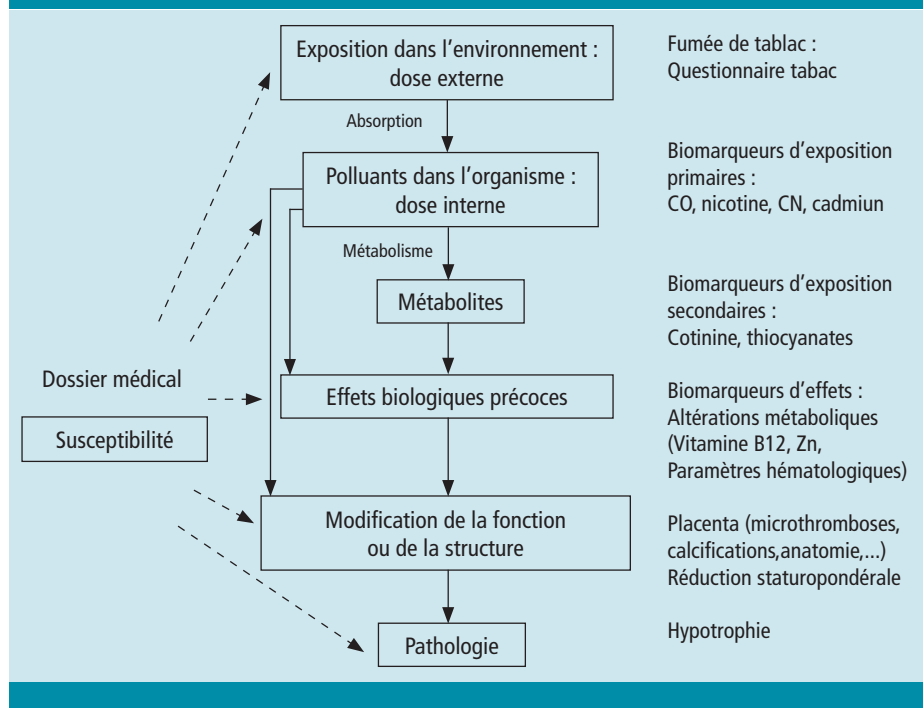 Exposition dans l'environnement :
dose externe
Fumée de tablac :
Questionnaire tabac
Absorption
Polluants dans l'organisme :
dose interne
Biomarqueurs d'exposition
primaires :
CO, nicotine, CN, cadmiun
Métabolisme
Métabolites
Biomarqueurs d'exposition
secondaires :
Cotinine, thiocyanates
Dossier médical
Susceptibilité
Effets biologiques précoces
Biomarqueurs d'effets :
Altérations métaboliques
(Vitamine B12, Zn,
Paramètres hématologiques)
Modification de la fonction
ou de la structure
Placenta (microthromboses,
calcifications,anatomie,...)
Réduction staturopondérale
Pathologie
Hypotrophie